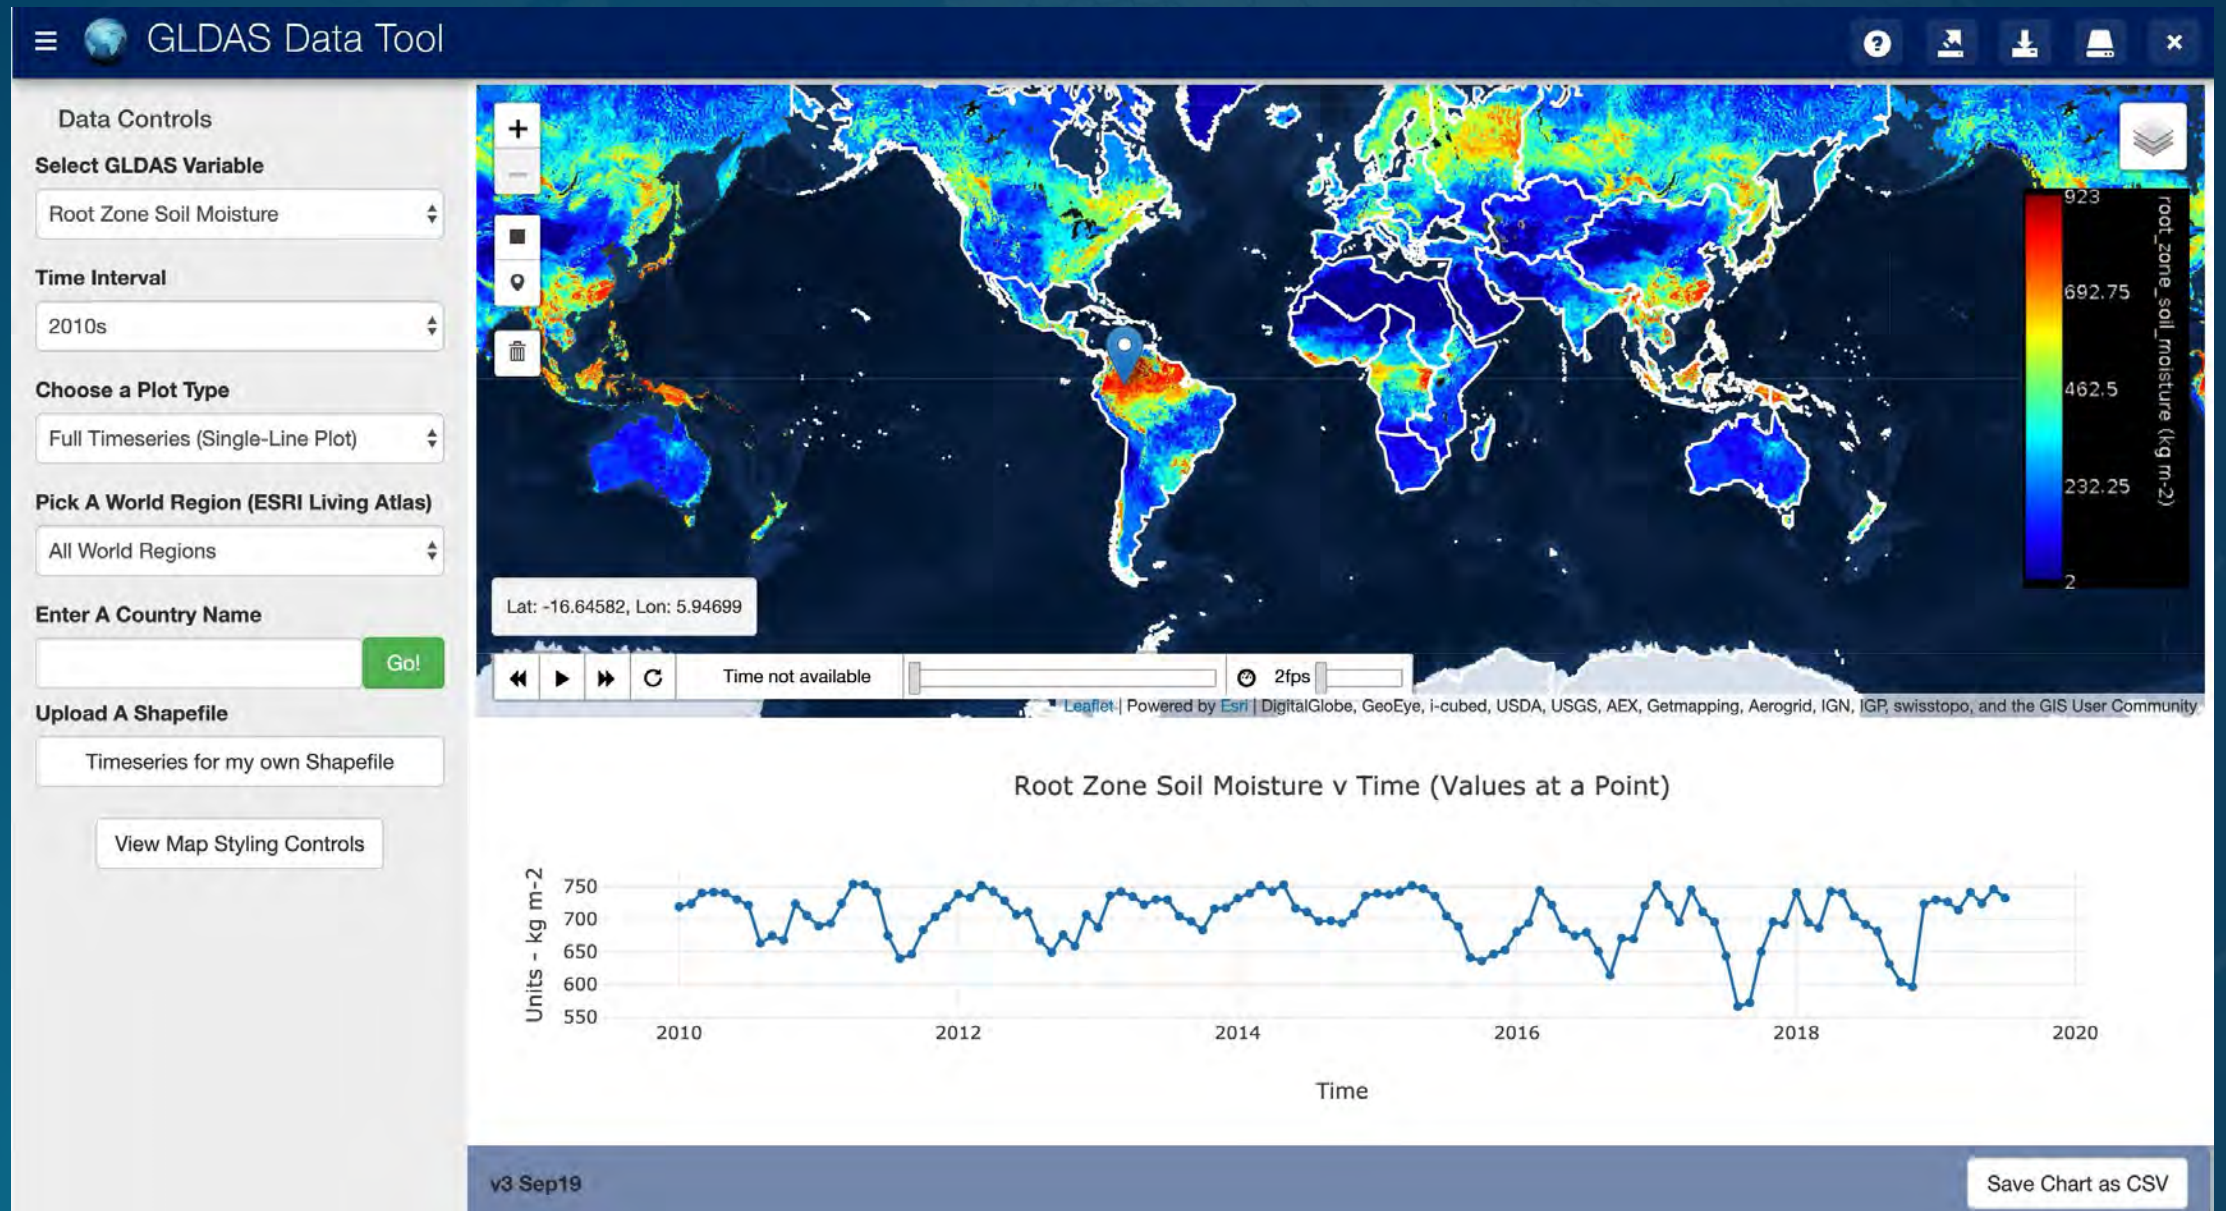 GLDAS Data Tool
Data Controls
Select GLDAS Variable
Root Zone Soil Moisture
Time Interval
2010s
Choose a Plot Type
Full Timeseries (Single-Line Plot)
Pick A World Region (ESRI Living Atlas)
All World Regions
Enter A Country Name
Go!
Upload A Shapefile
Timeseries for my own Shapefile
View Map Styling Controls
923
692.75
462.5
232.25
2
root_zone_soil_moisture (kg m-2)
Lat: -16.64582, Lon: 5.94699
Time not available
2fps
Leaflet | Powered by Esri | DigitalGlobe, GeoEye, i-cubed, USDA, USGS, AEX, Getmapping, Aerogrid, IGN, IGP, swisstopo, and the GIS User Community
Root Zone Soil Moisture v Time (Values at a Point)
Units - kg m-2
750
700
650
600
550
2010 2012 2014 2016 2018 2020
Time
v3 Sep19
Save Chart as CSV